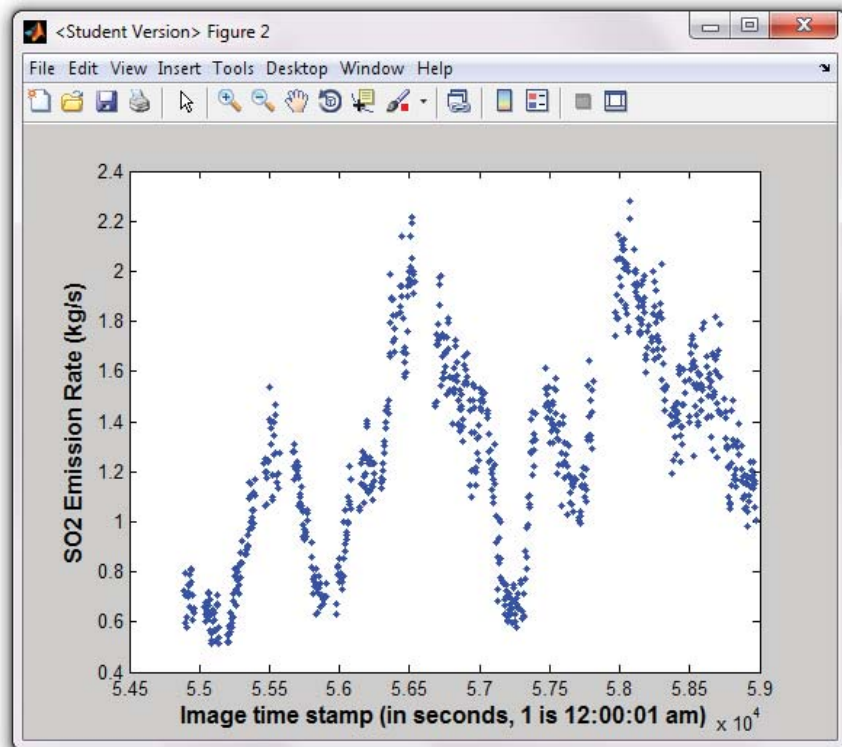 <Student Version> Figure 2
File Edit View Insert Tools Desktop Window Help
2.4
2.2
2
1.8
1.6
1.4
1.2
1
0.8
0.6
0.4
SO2 Emission Rate (kg/s)
5.45 5.5 5.55 5.6 5.65 5.7 5.75 5.8 5.85 5.9
Image time stamp (in seconds, 1 is 12:00:01 am) x 10^4